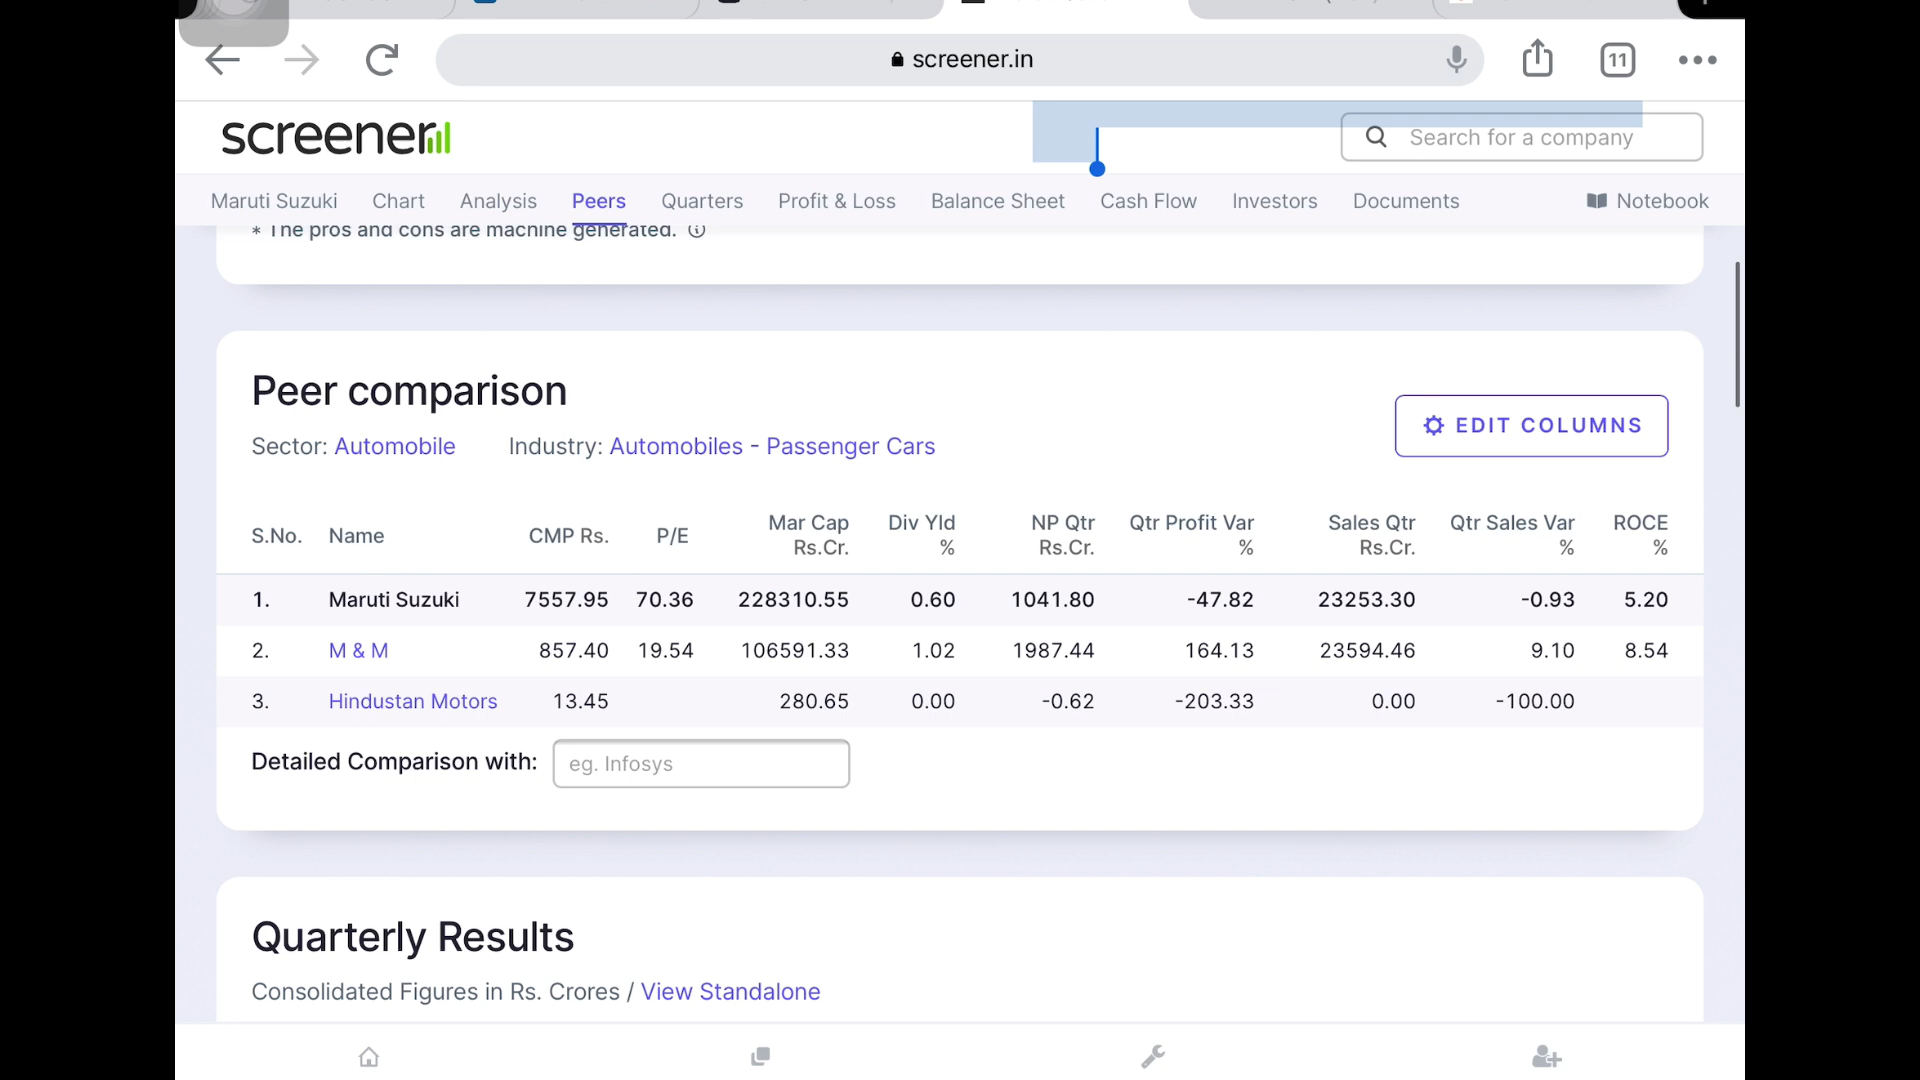 screener.in
11
screener
Search for a company
Maruti Suzuki Chart Analysis Peers Quarters Profit & Loss Balance Sheet Cash Flow Investors Documents Notebook
* The pros and cons are machine generated.
Peer comparison
EDIT COLUMNS
Sector: Automobile Industry: Automobiles - Passenger Cars
S.No. Name CMP Rs. P/E Mar Cap Rs.Cr. Div Yld % NP Qtr Rs.Cr. Qtr Profit Var % Sales Qtr Rs.Cr. Qtr Sales Var % ROCE %
1. Maruti Suzuki 7557.95 70.36 228310.55 0.60 1041.80 -47.82 23253.30 -0.93 5.20
2. M & M 857.40 19.54 106591.33 1.02 1987.44 164.13 23594.46 9.10 8.54
3. Hindustan Motors 13.45 280.65 0.00 -0.62 -203.33 0.00 -100.00
Detailed Comparison with: eg. Infosys
Quarterly Results
Consolidated Figures in Rs. Crores / View Standalone